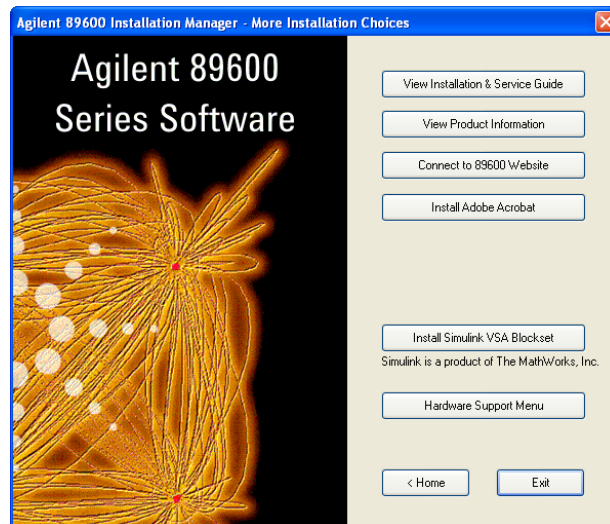 Agilent 89600 Installation Manager - More Installation Choices
Agilent 89600
Series Software
View Installation & Service Guide
View Product Information
Connect to 89600 Website
Install Adobe Acrobat
Install Simulink VSA Blockset
Simulink is a product of The MathWorks, Inc.
Hardware Support Menu
< Home
Exit